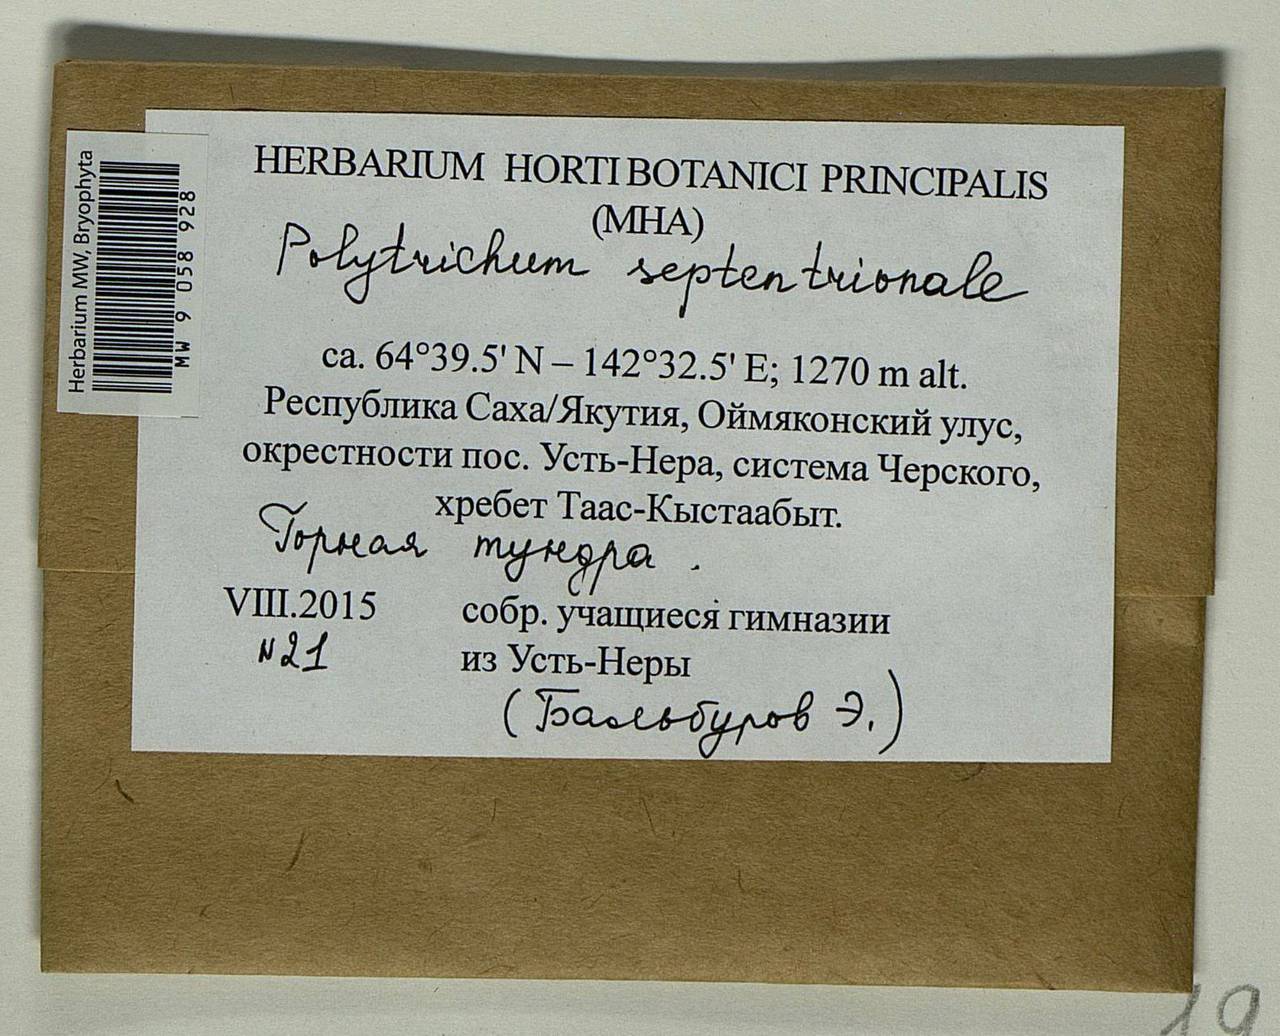 Herbarium MW, Bryophyta
MW 9 058 928
HERBARIUM HORTI BOTANICI PRINCIPALIS
(MHA)
Polytrichum septentrionale
ca. 64°39.5' N – 142°32.5' E; 1270 m alt.
Республика Саха/Якутия, Оймяконский улус,
окрестности пос. Усть-Нера, система Черского,
хребет Таас-Кыстаабыт.
Горная тундра.
VIII.2015 собр. учащиеся гимназии
N21 из Усть-Неры
(Бальбуров Э.)
19